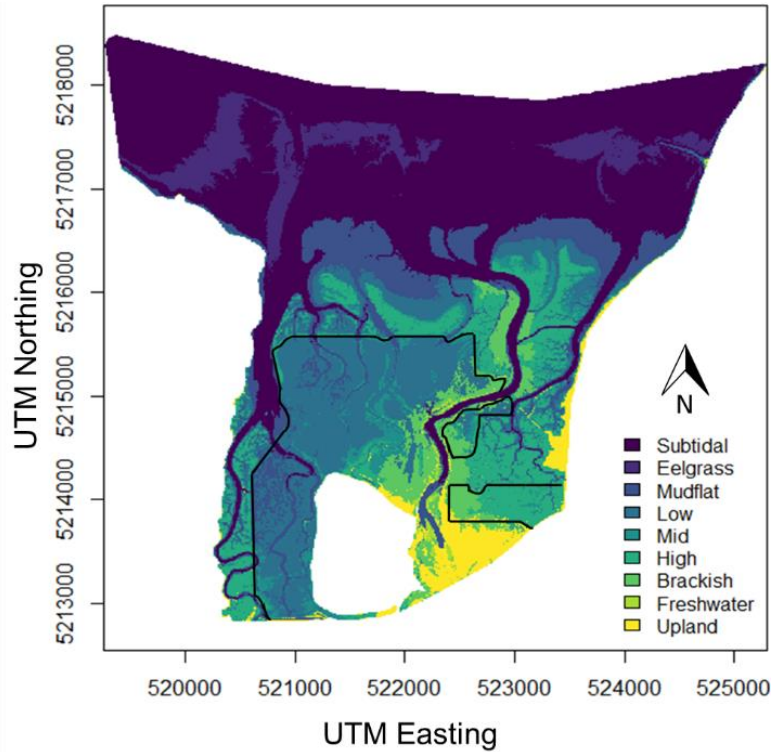 UTM Northing
5218000
5217000
5216000
5215000
5214000
5213000
N
Subtidal
Eelgrass
Mudflat
Low
Mid
High
Brackish
Freshwater
Upland
520000 521000 522000 523000 524000 525000
UTM Easting